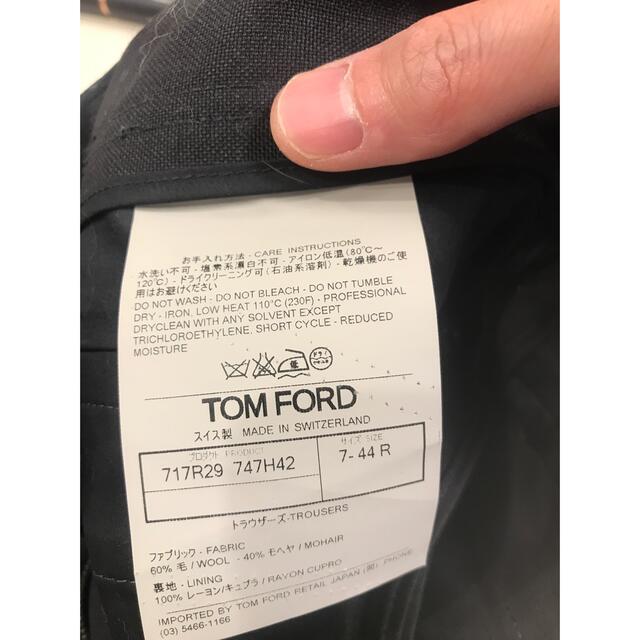 お手入れ方法 - CARE INSTRUCTIONS
水洗い不可 - 塩素系漂白不可 - アイロン低温(80℃~
120℃) - ドライクリーニング可(石油系溶剤) - 乾燥機のご使
用はお避けください
DO NOT WASH - DO NOT BLEACH - DO NOT TUMBLE
DRY - IRON, LOW HEAT 110°C (230F) - PROFESSIONAL
DRYCLEAN WITH ANY SOLVENT EXCEPT
TRICHLOROETHYLENE, SHORT CYCLE - REDUCED
MOISTURE
低 ドライ
TOM FORD
スイス製 MADE IN SWITZERLAND
プロダクト PRODUCT サイズ SIZE
717R29 747H42 7- 44 R
トラウザーズ-TROUSERS
ファブリック - FABRIC
60% 毛 / WOOL - 40% モヘヤ / MOHAIR
裏地 - LINING
100% レーヨン/キュプラ / RAYON CUPRO
IMPORTED BY TOM FORD RETAIL JAPAN (株) PHONE
(03) 5466-1166